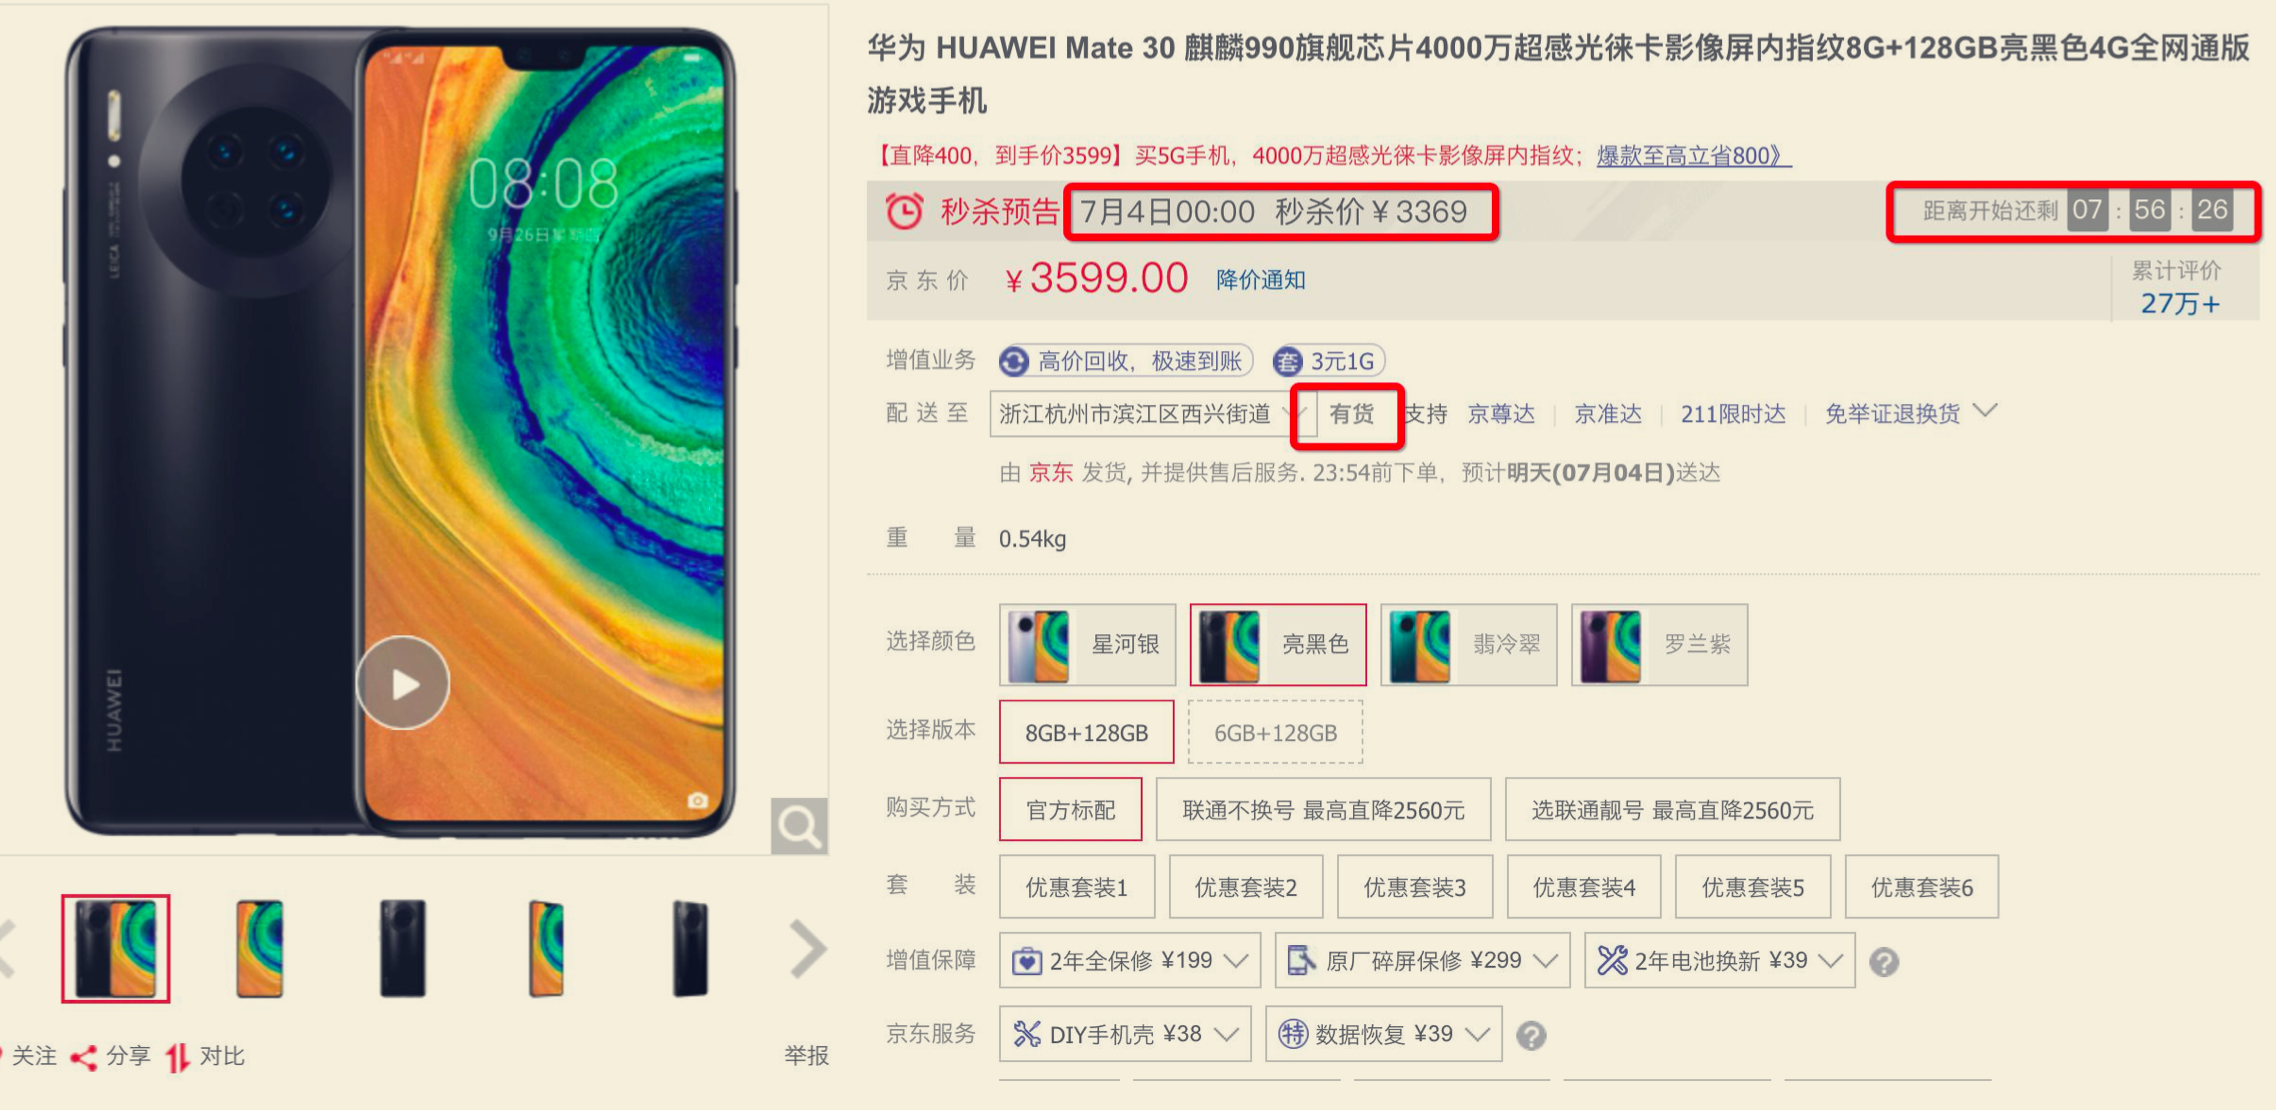 华为 HUAWEI Mate 30 麒麟990旗舰芯片4000万超感光徕卡影像屏内指纹8G+128GB亮黑色4G全网通版
游戏手机
【直降400，到手价3599】买5G手机，4000万超感光徕卡影像屏内指纹；爆款至高立省800》
秒杀预告 7月4日00:00 秒杀价￥3369 距离开始还剩 07 : 56 : 26
京东价 ￥3599.00 降价通知
累计评价
27万+
增值业务 高价回收，极速到账 套 3元1G
配送至 浙江杭州市滨江区西兴街道 有货 支持 京尊达 京准达 211限时达 免举证退换货
由 京东 发货, 并提供售后服务. 23:54前下单，预计明天(07月04日)送达
重量 0.54kg
选择颜色 星河银 亮黑色 翡冷翠 罗兰紫
选择版本 8GB+128GB 6GB+128GB
购买方式 官方标配 联通不换号 最高直降2560元 选联通靓号 最高直降2560元
套装 优惠套装1 优惠套装2 优惠套装3 优惠套装4 优惠套装5 优惠套装6
增值保障 2年全保修 ¥199 原厂碎屏保修 ¥299 2年电池换新 ¥39 ?
京东服务 DIY手机壳 ¥38 特 数据恢复 ¥39 ?
08:08
9月26日星期四
LEICA
HUAWEI
关注 分享 对比 举报